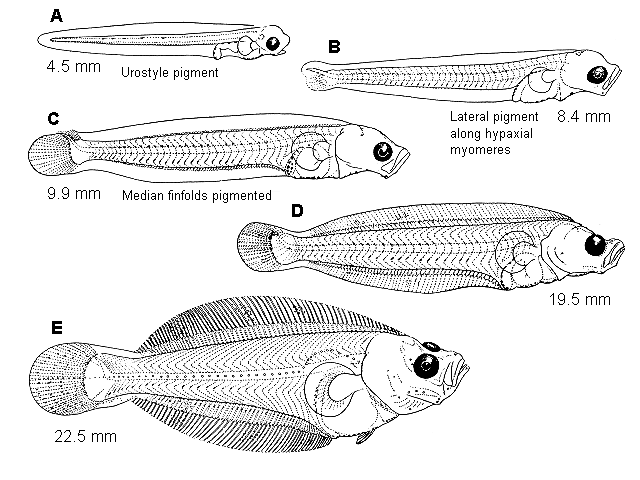 A
4.5 mm
Urostyle pigment
B
Lateral pigment
along hypaxial
myomeres
8.4 mm
C
9.9 mm
Median finfolds pigmented
D
19.5 mm
E
22.5 mm